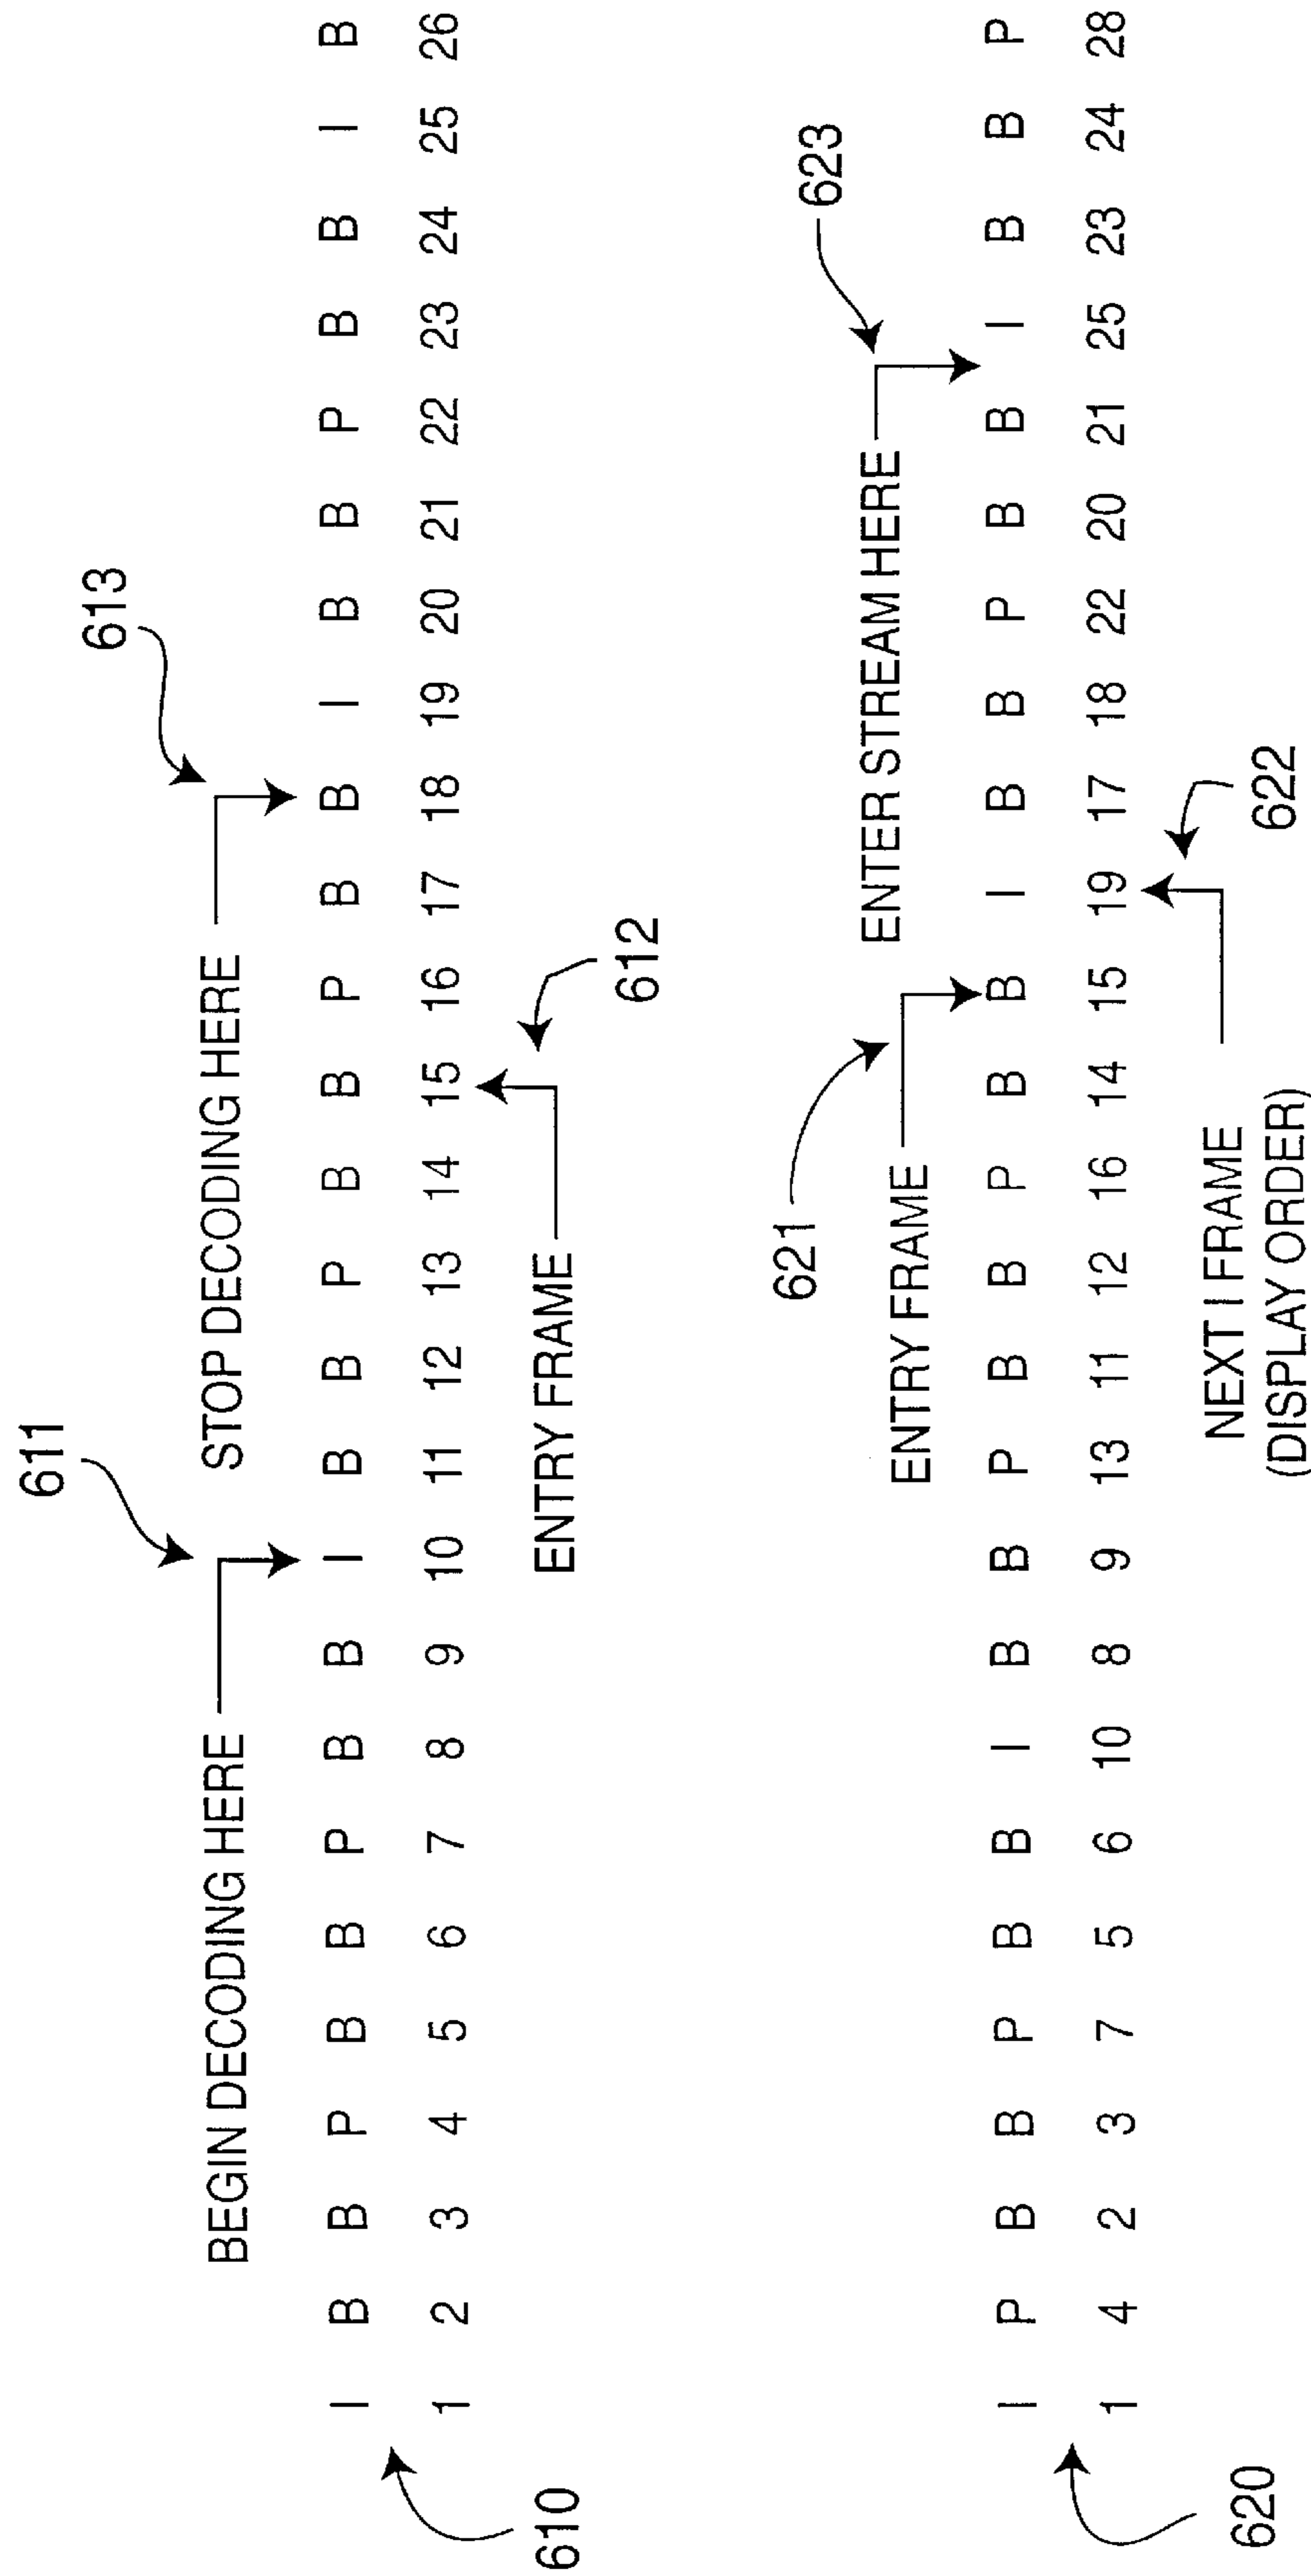 611
613
BEGIN DECODING HERE
STOP DECODING HERE
I B B P B B P B B I B B P B B P B B I B B P B B I B
1 2 3 4 5 6 7 8 9 10 11 12 13 14 15 16 17 18 19 20 21 22 23 24 25 26
610
ENTRY FRAME
612
621
623
ENTRY FRAME
ENTER STREAM HERE
I P B B P B B I B B P B B P B B I B B P B B I B B P
1 4 2 3 7 5 6 10 8 9 13 11 12 16 14 15 19 17 18 22 20 21 25 23 24 28
620
NEXT I FRAME
(DISPLAY ORDER)
622